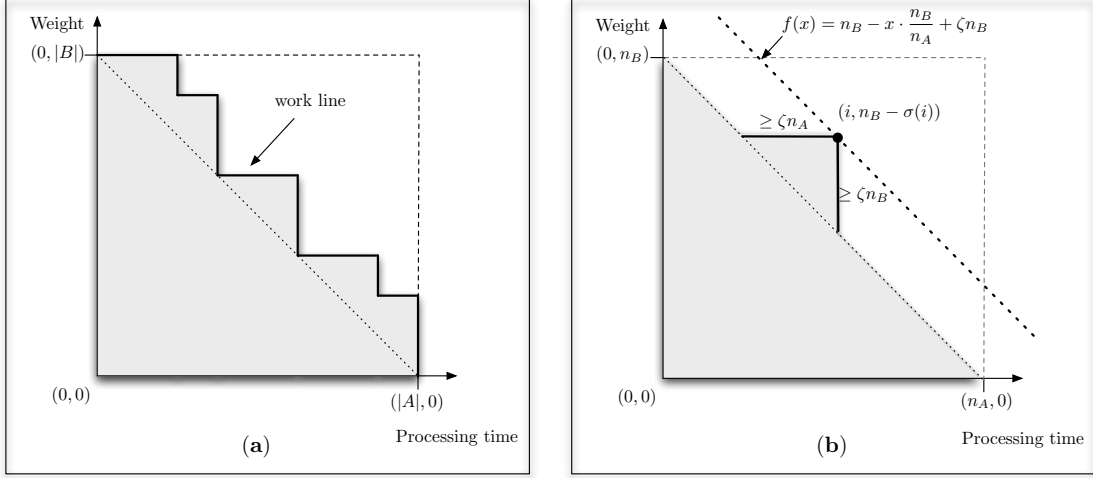 Weight
(0, |B|)
work line
(0, 0)
(|A|, 0)
Processing time
(a)
Weight
f(x) = n_B − x · n_B/n_A + ζn_B
(0, n_B)
(i, n_B − σ(i))
≥ ζn_A
≥ ζn_B
(0, 0)
(n_A, 0)
Processing time
(b)